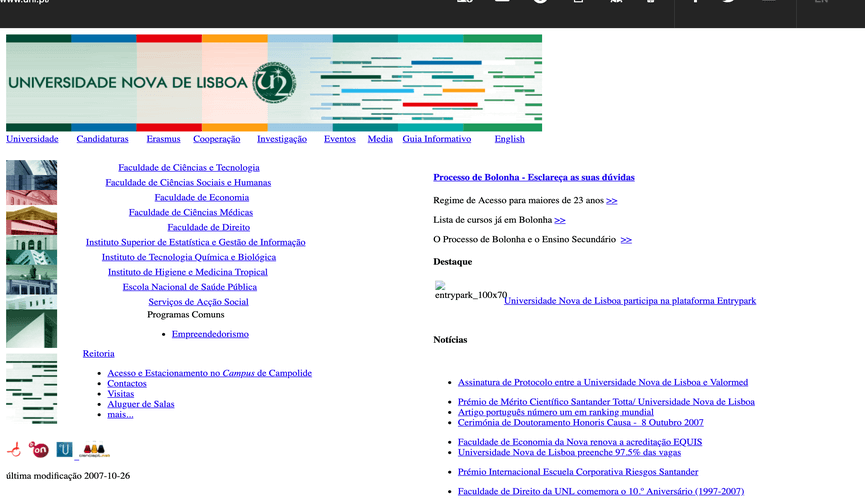 www.unl.pt
EN
UNIVERSIDADE NOVA DE LISBOA
Universidade Candidaturas Erasmus Cooperação Investigação Eventos Media Guia Informativo English
Faculdade de Ciências e Tecnologia
Faculdade de Ciências Sociais e Humanas
Faculdade de Economia
Faculdade de Ciências Médicas
Faculdade de Direito
Instituto Superior de Estatística e Gestão de Informação
Instituto de Tecnologia Química e Biológica
Instituto de Higiene e Medicina Tropical
Escola Nacional de Saúde Pública
Serviços de Acção Social
Programas Comuns
Empreendedorismo
Reitoria
Acesso e Estacionamento no Campus de Campolide
Contactos
Visitas
Aluguer de Salas
mais...
última modificação 2007-10-26
Processo de Bolonha - Esclareça as suas dúvidas
Regime de Acesso para maiores de 23 anos >>
Lista de cursos já em Bolonha >>
O Processo de Bolonha e o Ensino Secundário >>
Destaque
entrypark_100x70
Universidade Nova de Lisboa participa na plataforma Entrypark
Notícias
Assinatura de Protocolo entre a Universidade Nova de Lisboa e Valormed
Prémio de Mérito Científico Santander Totta/ Universidade Nova de Lisboa
Artigo português número um em ranking mundial
Cerimónia de Doutoramento Honoris Causa - 8 Outubro 2007
Faculdade de Economia da Nova renova a acreditação EQUIS
Universidade Nova de Lisboa preenche 97.5% das vagas
Prémio Internacional Escuela Corporativa Riesgos Santander
Faculdade de Direito da UNL comemora o 10.º Aniversário (1997-2007)